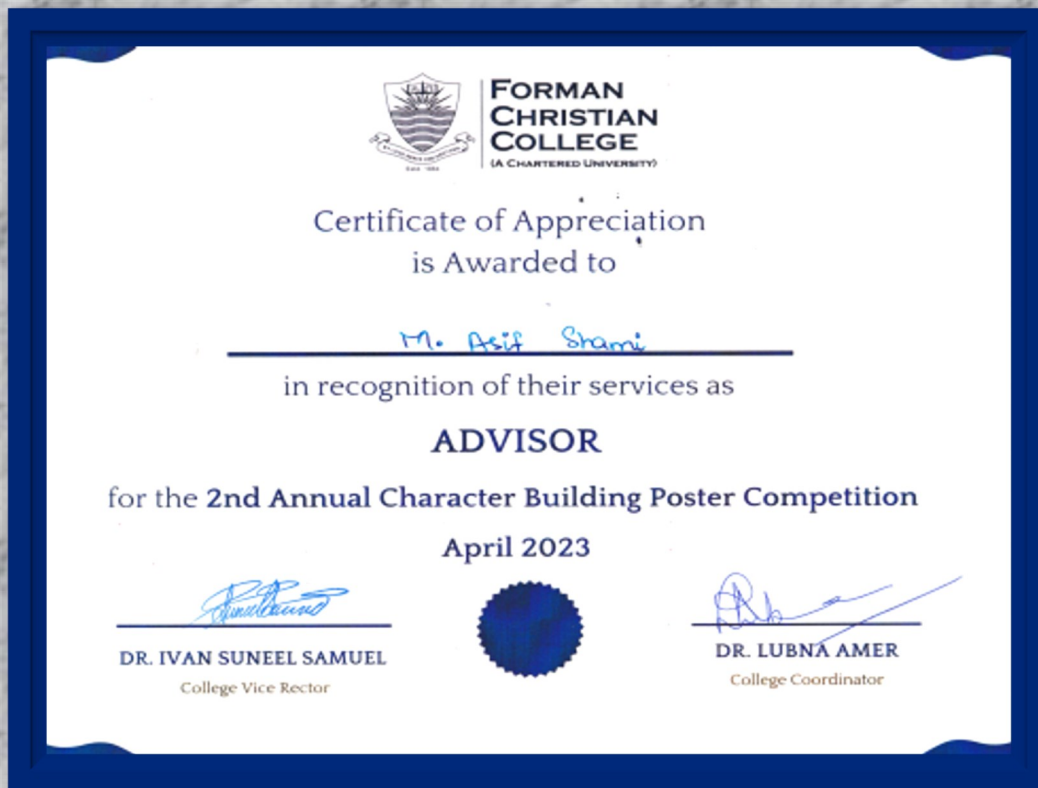 FORMAN
CHRISTIAN
COLLEGE
(A CHARTERED UNIVERSITY)
Certificate of Appreciation
is Awarded to
M. Asif Shami
in recognition of their services as
ADVISOR
for the 2nd Annual Character Building Poster Competition
April 2023
DR. IVAN SUNEEL SAMUEL
College Vice Rector
DR. LUBNA AMER
College Coordinator